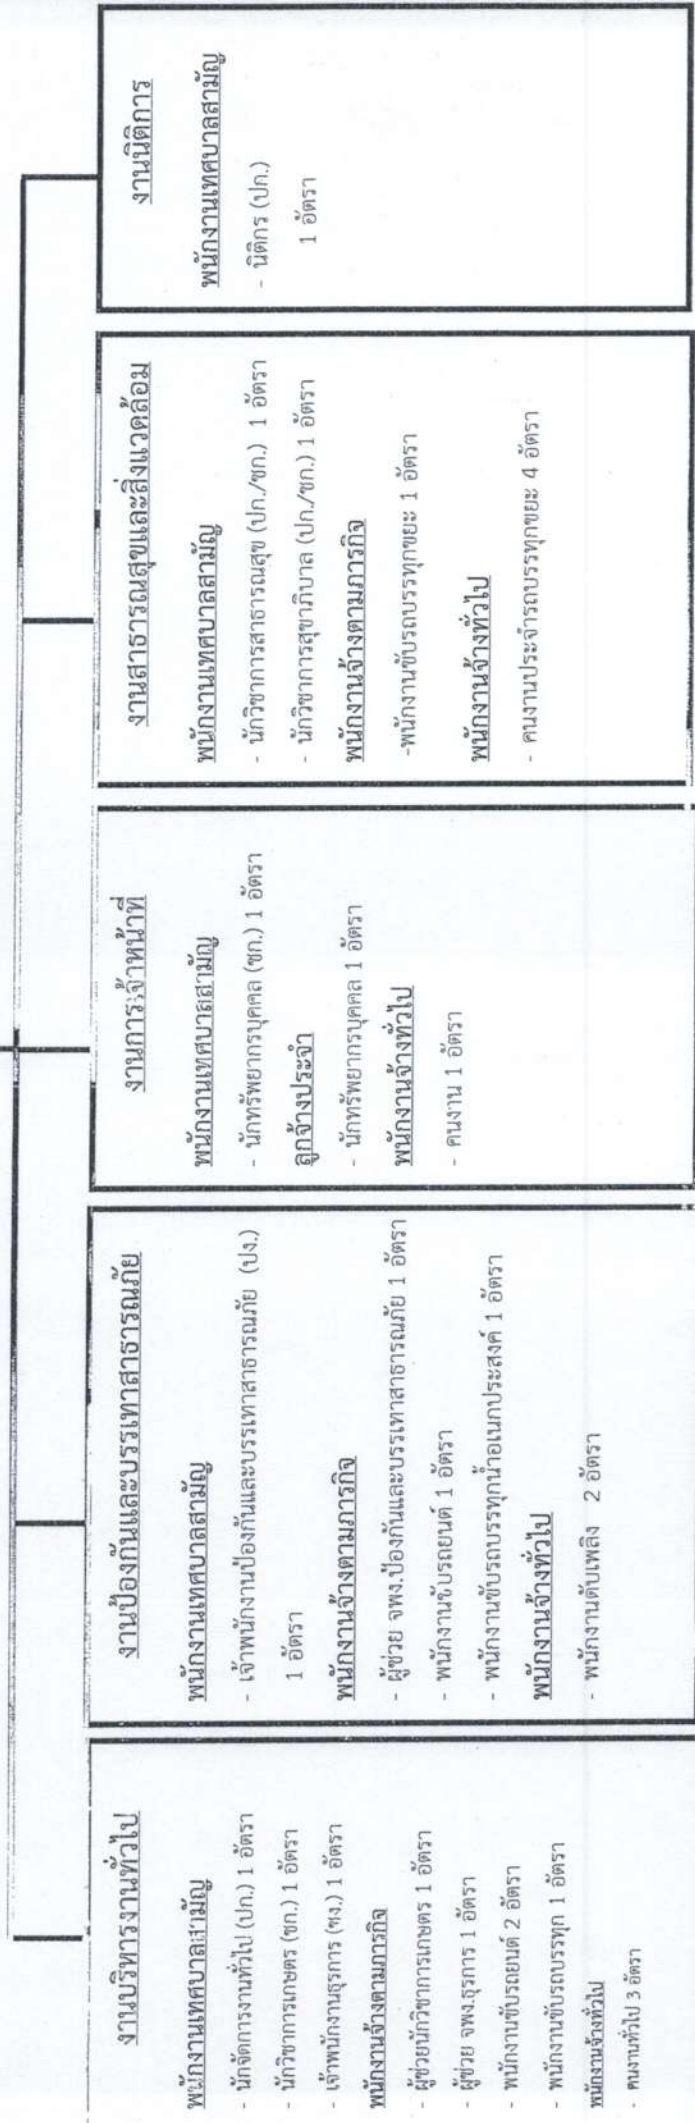 งานบริหารงานทั่วไป
พนักงานเทศบาลสามัญ
- นักจัดการงานทั่วไป (ปก.) 1 อัตรา
- นักวิชาการเกษตร (ชก.) 1 อัตรา
- เจ้าพนักงานธุรการ (ชง.) 1 อัตรา
พนักงานจ้างตามภารกิจ
- ผู้ช่วยนักวิชาการเกษตร 1 อัตรา
- ผู้ช่วย จพง.ธุรการ 1 อัตรา
- พนักงานขับรถยนต์ 2 อัตรา
- พนักงานขับรถบรรทุก 1 อัตรา
พนักงานจ้างทั่วไป
- คนงานทั่วไป 3 อัตรา
งานป้องกันและบรรเทาสาธารณภัย
พนักงานเทศบาลสามัญ
- เจ้าพนักงานป้องกันและบรรเทาสาธารณภัย (ปง.)
1 อัตรา
พนักงานจ้างตามภารกิจ
- ผู้ช่วย จพง.ป้องกันและบรรเทาสาธารณภัย 1 อัตรา
- พนักงานขับรถยนต์ 1 อัตรา
- พนักงานขับรถบรรทุกน้ำอเนกประสงค์ 1 อัตรา
พนักงานจ้างทั่วไป
- พนักงานดับเพลิง 2 อัตรา
งานการเจ้าหน้าที่
พนักงานเทศบาลสามัญ
- นักทรัพยากรบุคคล (ชก.) 1 อัตรา
ลูกจ้างประจำ
- นักทรัพยากรบุคคล 1 อัตรา
พนักงานจ้างทั่วไป
- คนงาน 1 อัตรา
งานสาธารณสุขและสิ่งแวดล้อม
พนักงานเทศบาลสามัญ
- นักวิชาการสาธารณสุข (ปก./ชก.) 1 อัตรา
- นักวิชาการสุขาภิบาล (ปก./ชก.) 1 อัตรา
พนักงานจ้างตามภารกิจ
-พนักงานขับรถบรรทุกขยะ 1 อัตรา
พนักงานจ้างทั่วไป
- คนงานประจำรถบรรทุกขยะ 4 อัตรา
งานนิติการ
พนักงานเทศบาลสามัญ
- นิติกร (ปก.)
1 อัตรา